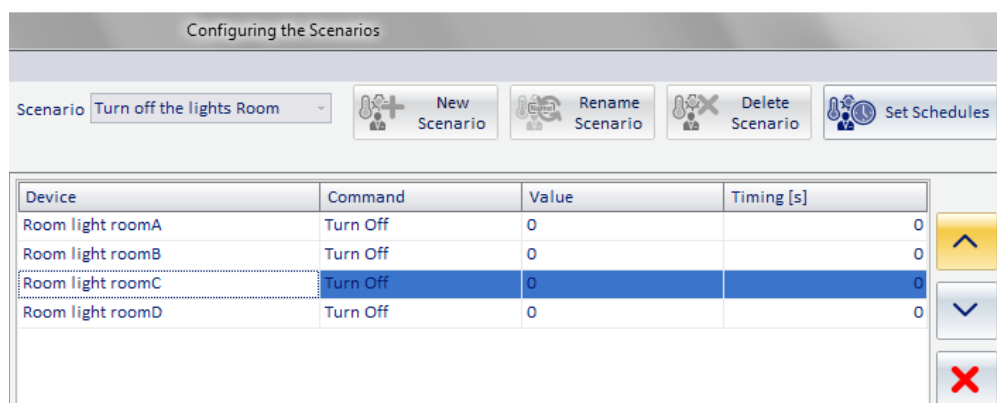 Configuring the Scenarios
Scenario Turn off the lights Room
New
Scenario
Rename
Scenario
Delete
Scenario
Set Schedules
Device Command Value Timing [s]
Room light roomA Turn Off 0 0
Room light roomB Turn Off 0 0
Room light roomC Turn Off 0 0
Room light roomD Turn Off 0 0